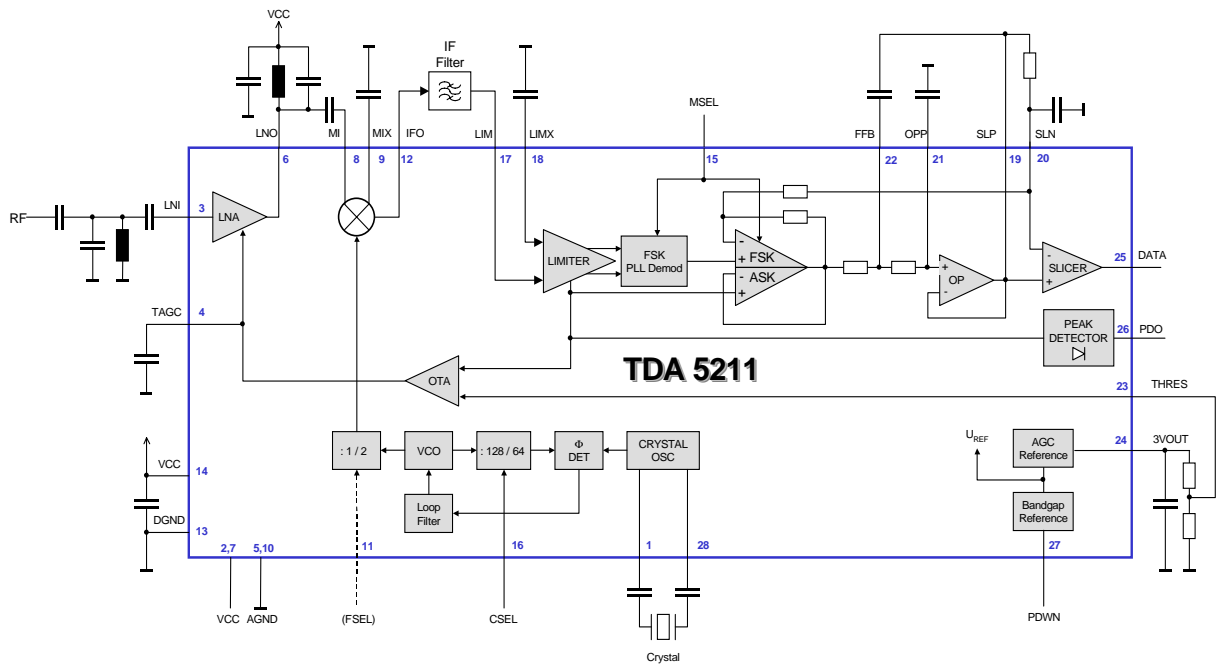 VCC
IF
Filter
MSEL
LNO
MI
MIX
IFO
LIM
LIMX
FFB
OPP
SLP
SLN
6
8
9
12
17
18
15
22
21
19
20
RF
LNI
3
LNA
LIMITER
FSK
PLL Demod
-
+
FSK
-
ASK
+
+
-
OP
-
+
SLICER
25
DATA
TAGC
4
PEAK
DETECTOR
26
PDO
OTA
TDA 5211
23
THRES
: 1 / 2
VCO
: 128 / 64
Φ
DET
CRYSTAL
OSC
UREF
AGC
Reference
24
3VOUT
VCC
14
Loop
Filter
Bandgap
Reference
DGND
13
2,7
5,10
11
16
1
28
27
VCC
AGND
(FSEL)
CSEL
PDWN
Crystal